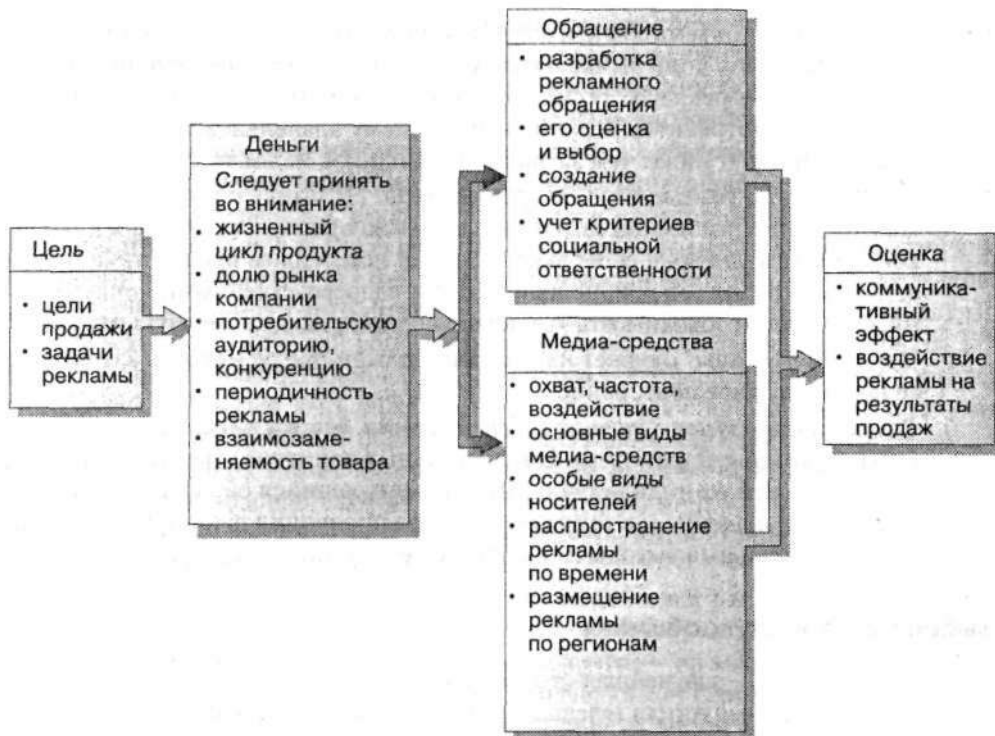 Цель
• цели
продажи
• задачи
рекламы
Деньги
Следует принять
во внимание:
• жизненный
цикл продукта
• долю рынка
компании
• потребительскую
аудиторию,
конкуренцию
• периодичность
рекламы
• взаимозаме-
няемость товара
Обращение
• разработка
рекламного
обращения
• его оценка
и выбор
• создание
обращения
• учет критериев
социальной
ответственности
Медиа-средства
• охват, частота,
воздействие
• основные виды
медиа-средств
• особые виды
носителей
• распространение
рекламы
по времени
• размещение
рекламы
по регионам
Оценка
• коммуника-
тивный
эффект
• воздействие
рекламы на
результаты
продаж